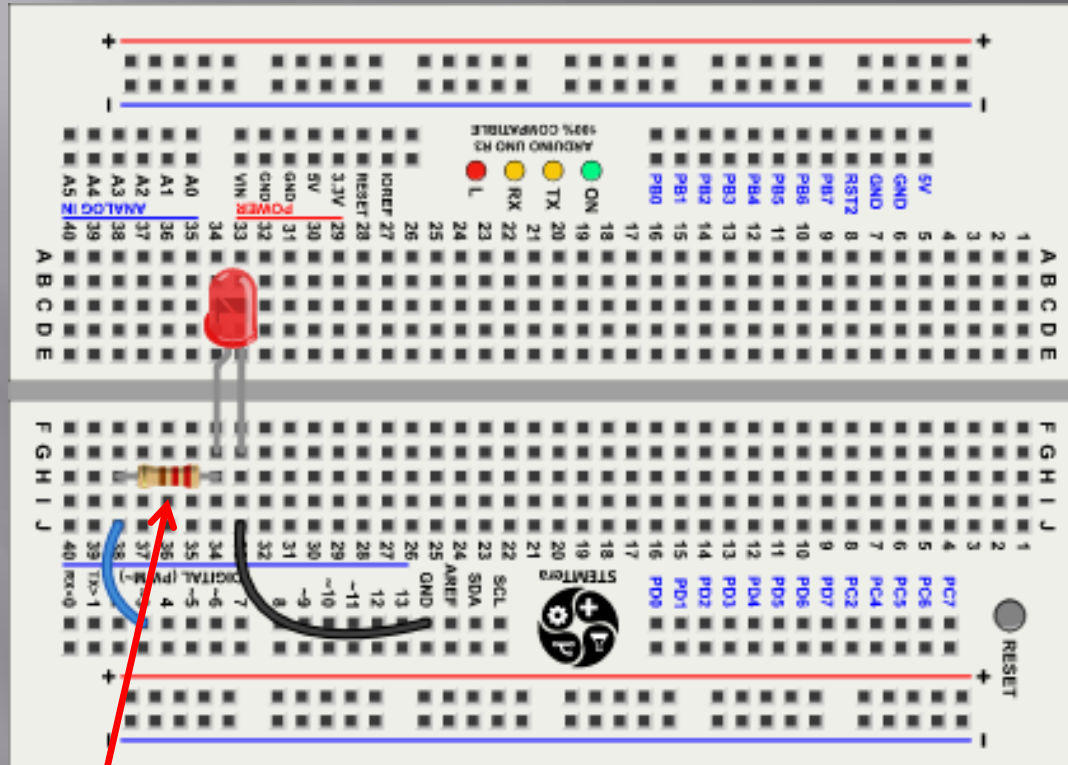 + +
- -
ARDUINO UNO R3
100% COMPATIBLE
A5 A4 A3 A2 A1 A0 VIN GND GND 5V 3.3V RESET IOREF L RX TX ON PB0 PB1 PB2 PB3 PB4 PB5 PB6 PB7 RST2 GND GND 5V
ANALOG IN POWER
40 39 38 37 36 35 34 33 32 31 30 29 28 27 26 25 24 23 22 21 20 19 18 17 16 15 14 13 12 11 10 9 8 7 6 5 4 3 2 1
A A
B B
C C
D D
E E
F F
G G
H H
I I
J J
40 39 38 37 36 35 34 32 31 30 29 28 27 26 25 24 23 22 21 20 19 18 17 16 15 14 13 12 11 10 9 8 7 6 5 4 3 2 1
DIGITAL (PWM~)
STEMTera
RX<0 TX>1 4 ~5 ~6 7 8 ~9 ~10 ~11 12 13 GND AREF SDA SCL PD0 PD1 PD2 PD3 PD4 PD5 PD6 PD7 PC2 PC4 PC5 PC6 PC7
RESET
+ +
- -